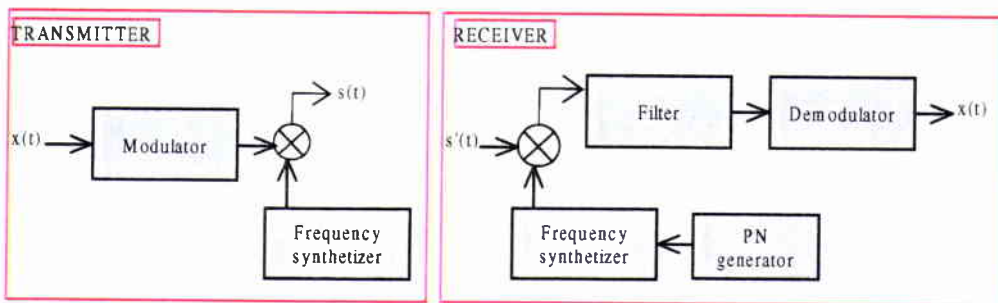 TRANSMITTER
s(t)
x(t)
Modulator
Frequency
synthetizer
RECEIVER
Filter
Demodulator
x(t)
s'(t)
Frequency
synthetizer
PN
generator